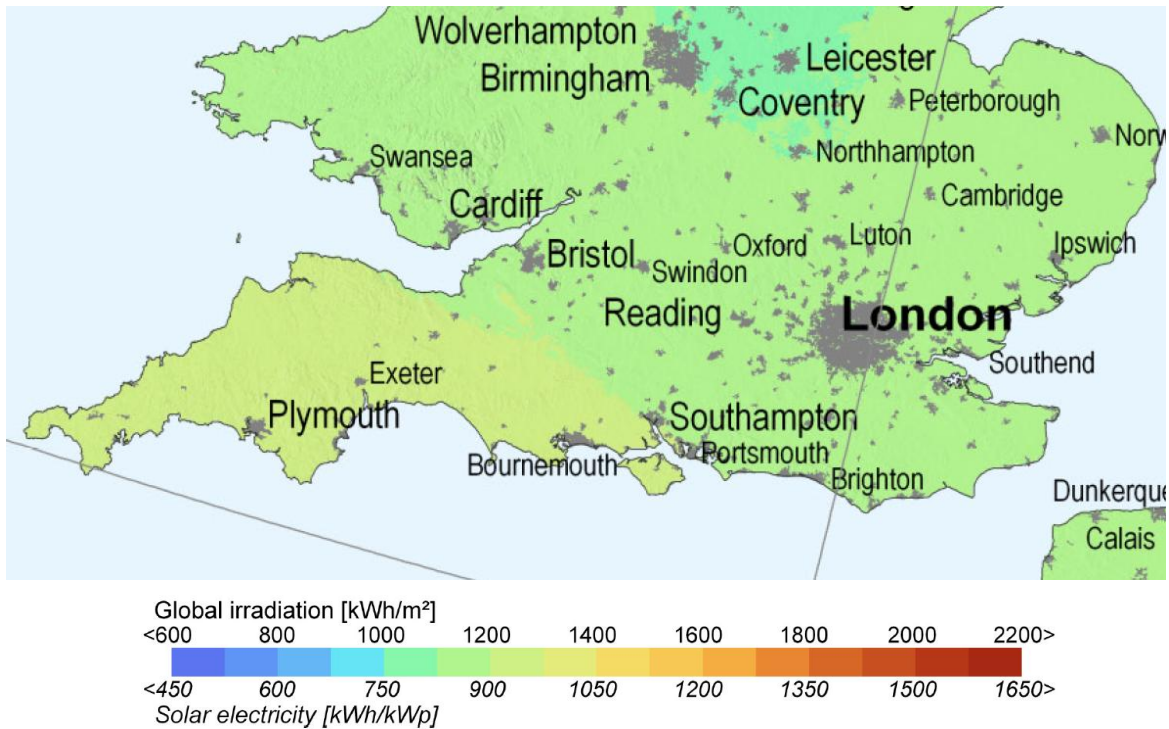 Wolverhampton
Birmingham
Leicester
Coventry
Peterborough
Norw
Northhampton
Swansea
Cardiff
Cambridge
Bristol
Oxford
Luton
Ipswich
Swindon
Reading
London
Southend
Exeter
Plymouth
Southampton
Bournemouth
Portsmouth
Brighton
Dunkerque
Calais
Global irradiation [kWh/m²]
<600 800 1000 1200 1400 1600 1800 2000 2200>
<450 600 750 900 1050 1200 1350 1500 1650>
Solar electricity [kWh/kWp]